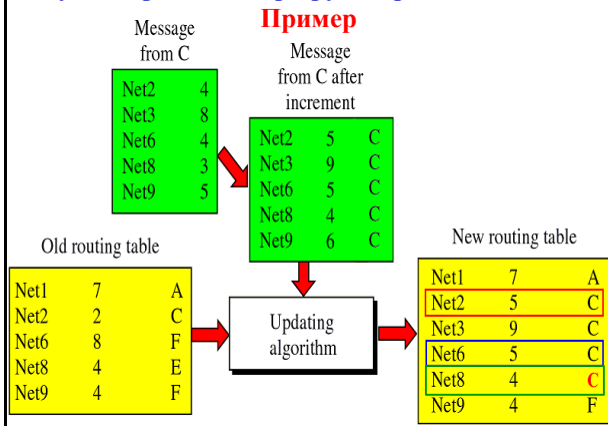 Пример
Message
from C
Net2 4
Net3 8
Net6 4
Net8 3
Net9 5
Message
from C after
increment
Net2 5 C
Net3 9 C
Net6 5 C
Net8 4 C
Net9 6 C
Old routing table
Net1 7 A
Net2 2 C
Net6 8 F
Net8 4 E
Net9 4 F
Updating
algorithm
New routing table
Net1 7 A
Net2 5 C
Net3 9 C
Net6 5 C
Net8 4 C
Net9 4 F